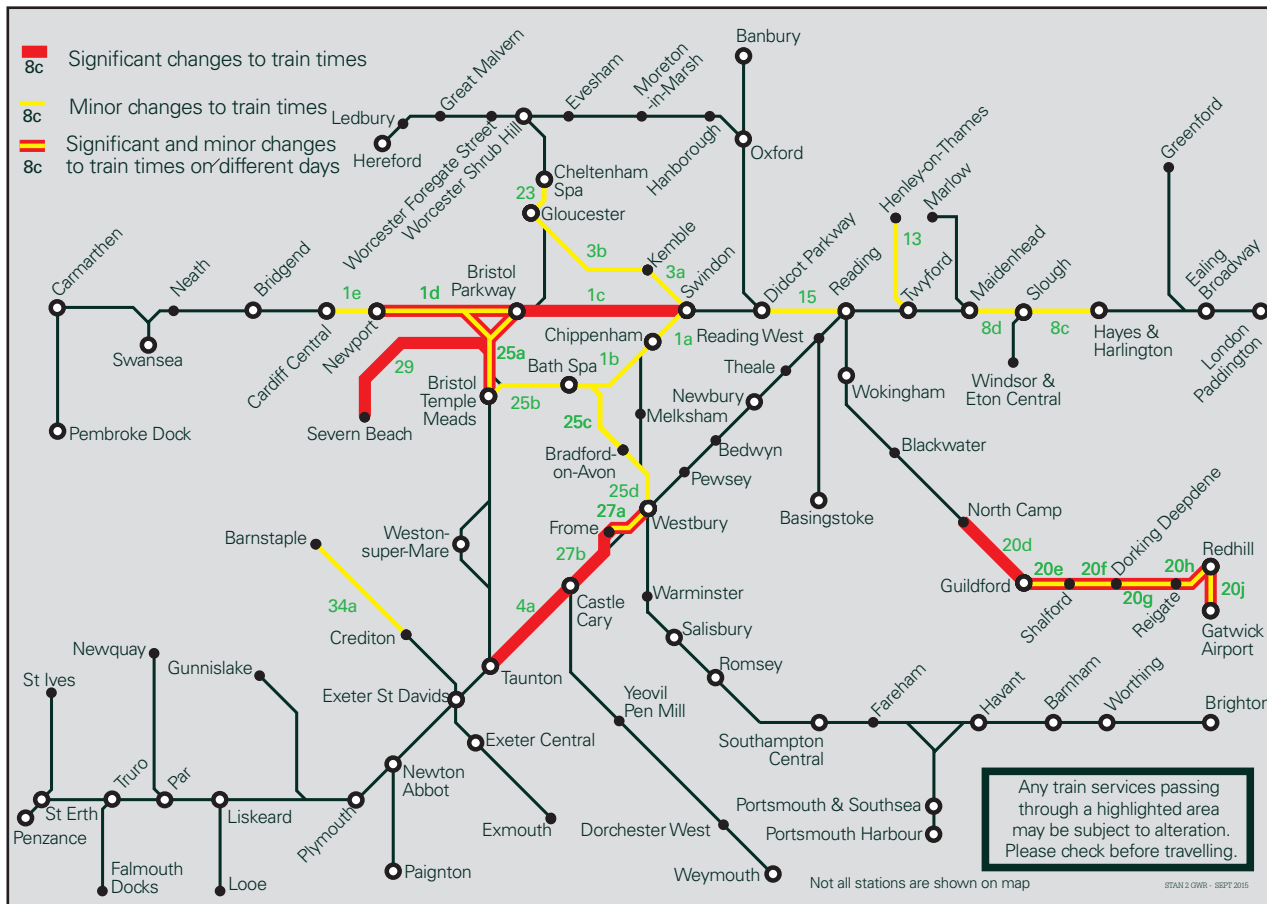 8c
Significant changes to train times
8c
Minor changes to train times
8c
Significant and minor changes
to train times on different days
Banbury
Great Malvern
Ledbury
Hereford
Worcester Foregate Street
Worcester Shrub Hill
Evesham
Moreton
-in-Marsh
Hanborough
Oxford
Henley-on-Thames
Marlow
Greenford
Cheltenham
Spa
23
Gloucester
3b
Kemble
3a
13
Carmarthen
Neath
Bridgend
1e
1d
Bristol
Parkway
1c
Swindon
Didcot Parkway
15
Reading
Twyford
Maidenhead
Slough
8d
8c
Hayes &
Harlington
Ealing
Broadway
London
Paddington
Swansea
Cardiff Central
Newport
Chippenham
1a
Reading West
29
25a
Bath Spa
1b
Theale
Windsor &
Eton Central
Bristol
Temple
Meads
25b
Newbury
Wokingham
Pembroke Dock
Severn Beach
25c
Melksham
Bedwyn
Blackwater
Bradford-
on-Avon
Pewsey
25d
Basingstoke
North Camp
27a
Westbury
Frome
27b
20d
Dorking Deepdene
Redhill
Barnstaple
Weston-
super-Mare
20e
20f
20h
Guildford
20g
20j
Shalford
Reigate
Gatwick
Airport
34a
4a
Castle
Cary
Warminster
Crediton
Salisbury
Newquay
Gunnislake
Taunton
Romsey
St Ives
Exeter St Davids
Yeovil
Pen Mill
Fareham
Havant
Barnham
Worthing
Brighton
Exeter Central
Southampton
Central
Truro
Par
Newton
Abbot
St Erth
Penzance
Liskeard
Plymouth
Exmouth
Dorchester West
Portsmouth & Southsea
Portsmouth Harbour
Falmouth
Docks
Looe
Paignton
Weymouth
Any train services passing
through a highlighted area
may be subject to alteration.
Please check before travelling.
Not all stations are shown on map
STAN 2 GWR - SEPT 2015